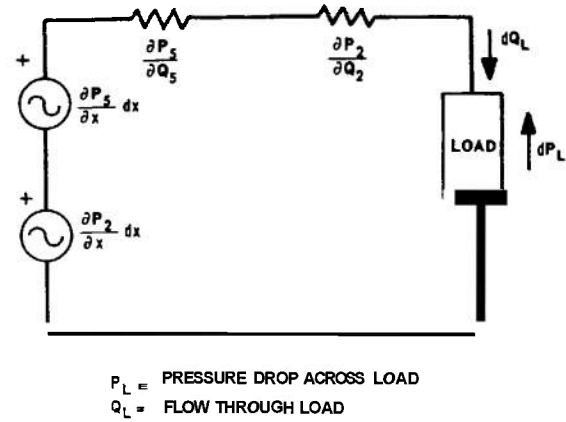 +
∂P₅/∂Q₅
∂P₂/∂Q₂
dQL
∂P₅/∂x dx
LOAD
dPL
+
∂P₂/∂x dx
PL = PRESSURE DROP ACROSS LOAD
QL = FLOW THROUGH LOAD